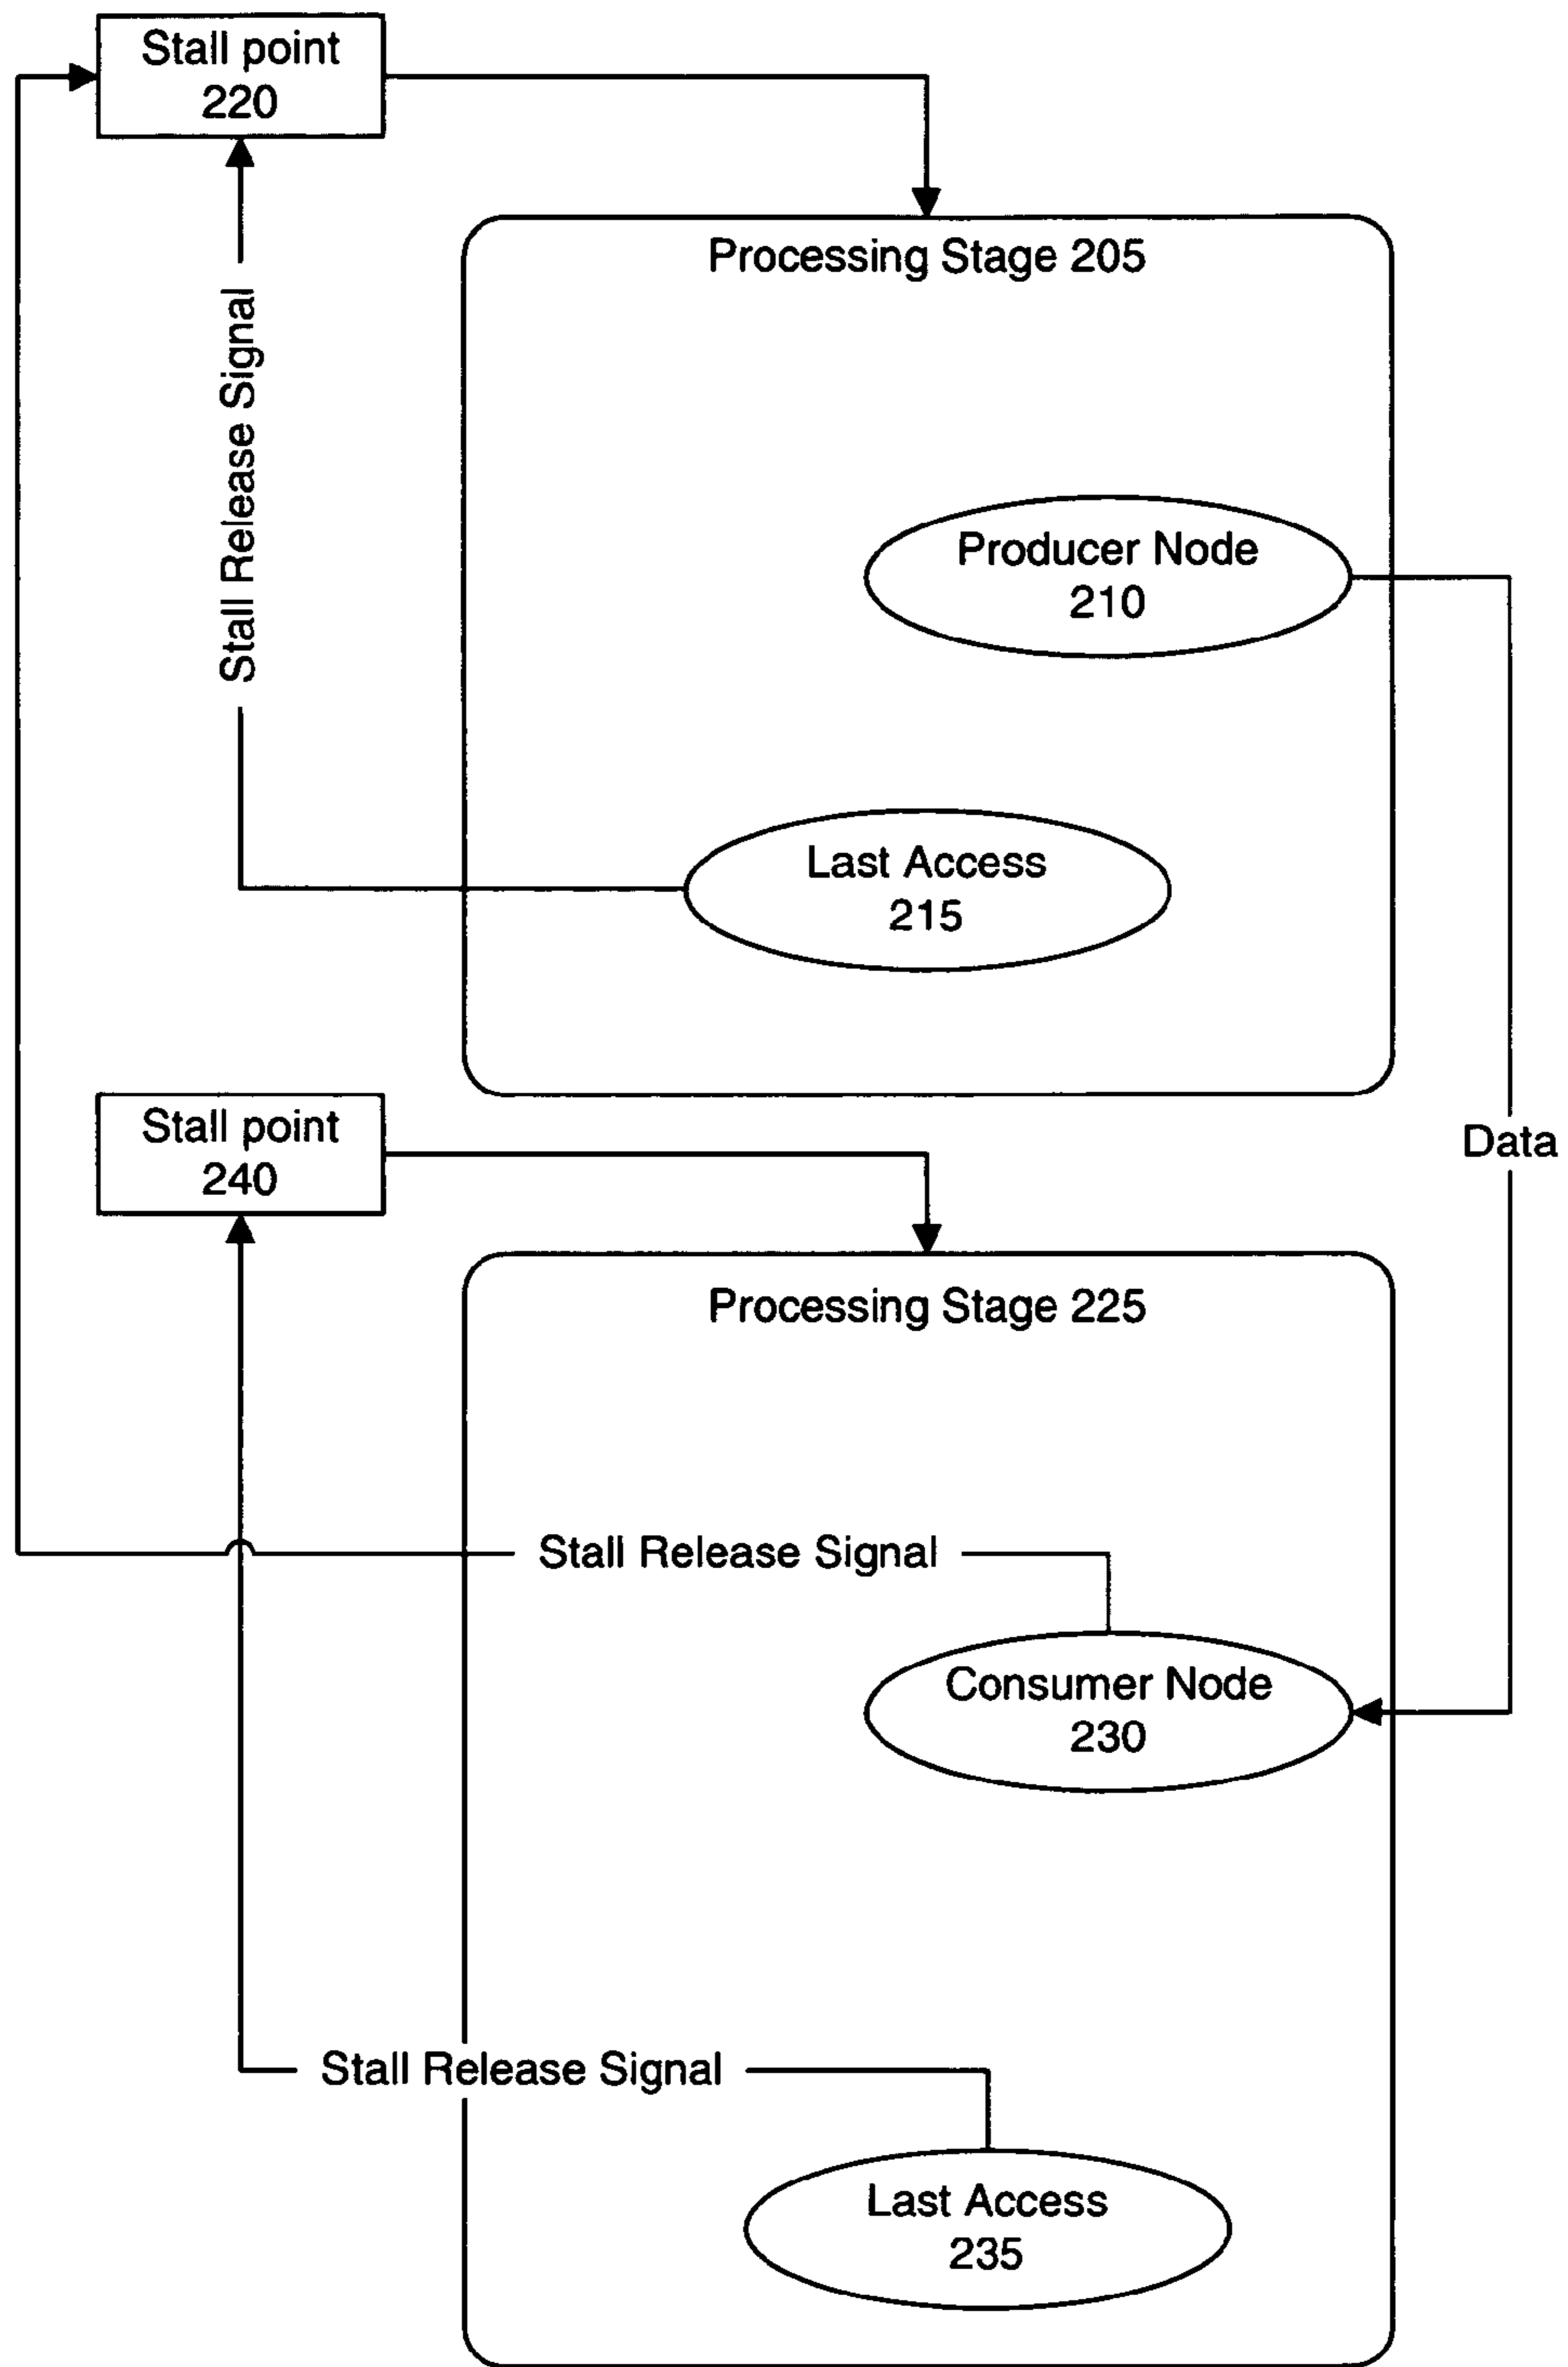 Stall point
220
Processing Stage 205
Stall Release Signal
Producer Node
210
Last Access
215
Stall point
240
Data
Processing Stage 225
Stall Release Signal
Consumer Node
230
Stall Release Signal
Last Access
235